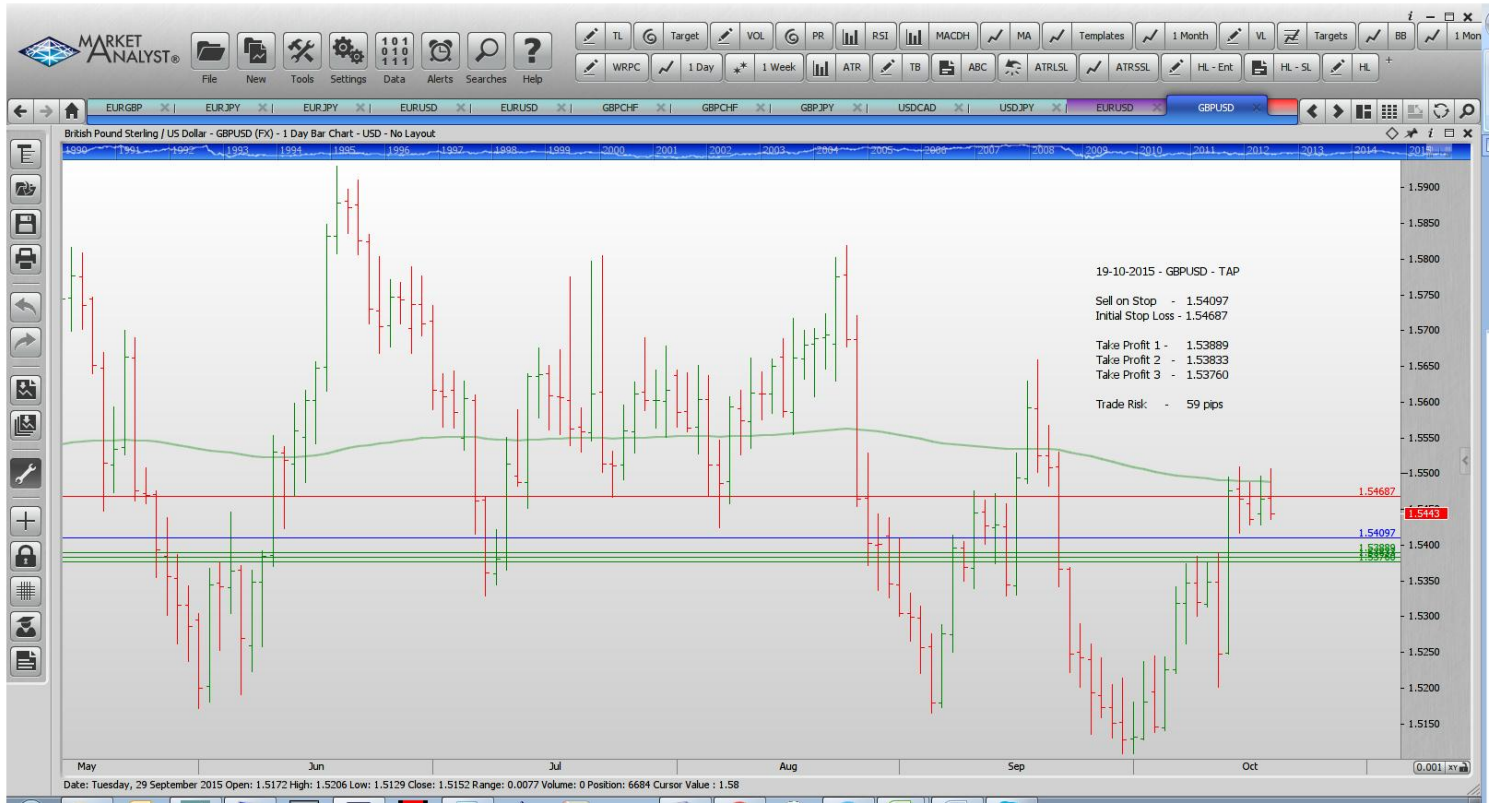 MARKET ANALYST®
File New Tools Settings Data Alerts Searches Help
TL Target VOL PR RSI MACDH MA Templates 1 Month VL Targets BB 1 Mon
WRPC 1 Day 1 Week ATR TB ABC ATRLSL ATRSSL HL - Ent HL - SL HL
EURGBP EURJPY EURJPY EURUSD EURUSD GBPCHF GBPCHF GBPJPY USDCAD USDJPY EURUSD GBPUSD
British Pound Sterling / US Dollar - GBPUSD (FX) - 1 Day Bar Chart - USD - No Layout
1990 1991 1992 1993 1994 1995 1996 1997 1998 1999 2000 2001 2002 2003 2004 2005 2006 2007 2008 2009 2010 2011 2012 2013 2014
1.5900
1.5850
1.5800
19-10-2015 - GBPUSD - TAP
Sell on Stop - 1.54097
1.5750
Initial Stop Loss - 1.54687
1.5700
Take Profit 1 - 1.53889
Take Profit 2 - 1.53833
Take Profit 3 - 1.53760
1.5650
Trade Risk - 59 pips
1.5600
1.5550
1.5500
1.54687
1.5443
1.54097
1.5400
1.5350
1.5300
1.5250
1.5200
1.5150
May Jun Jul Aug Sep Oct
0.001 XY
Date: Tuesday, 29 September 2015 Open: 1.5172 High: 1.5206 Low: 1.5129 Close: 1.5152 Range: 0.0077 Volume: 0 Position: 6684 Cursor Value : 1.58